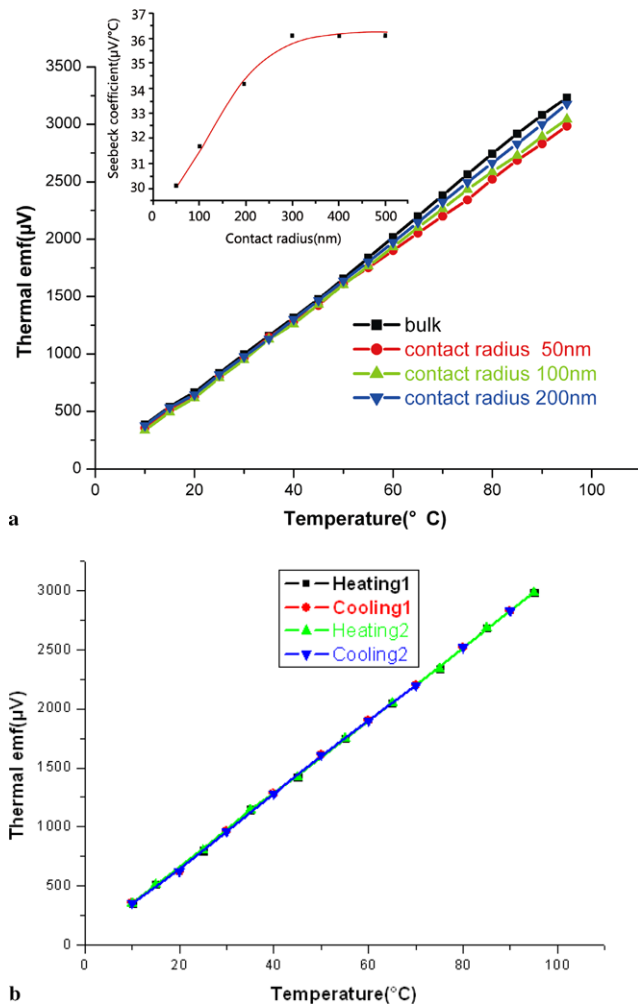 Seebeck coefficient(μV/°C)
37
36
35
34
33
32
31
30
0 100 200 300 400 500
Contact radius(nm)
Thermal emf(μV)
3500
3000
2500
2000
1500
1000
500
0
bulk
contact radius 50nm
contact radius 100nm
contact radius 200nm
0 20 40 60 80 100
Temperature(° C)
a
Heating1
Cooling1
Heating2
Cooling2
Thermal emf(μV)
3000
2500
2000
1500
1000
500
0
0 20 40 60 80 100
Temperature(°C)
b